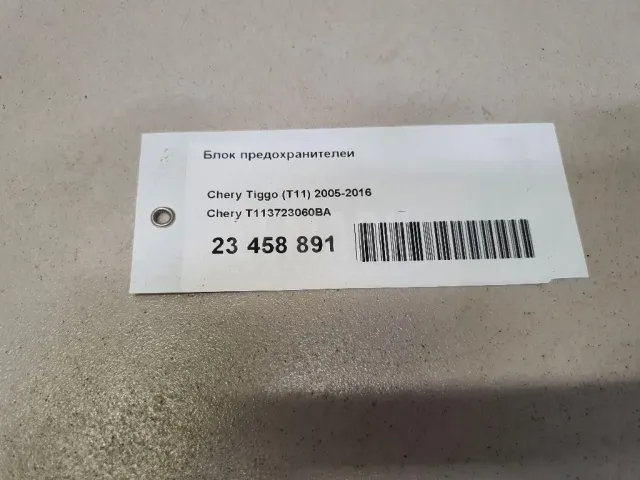 Блок предохранителей
Chery Tiggo (T11) 2005-2016
Chery T113723060BA
23 458 891